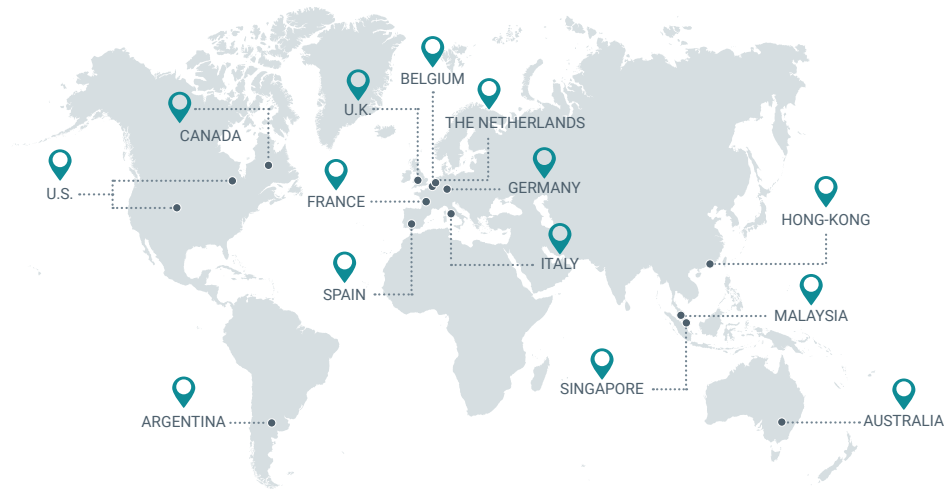 BELGIUM
U.K.
THE NETHERLANDS
CANADA
U.S.
FRANCE
GERMANY
HONG-KONG
ITALY
SPAIN
MALAYSIA
SINGAPORE
ARGENTINA
AUSTRALIA